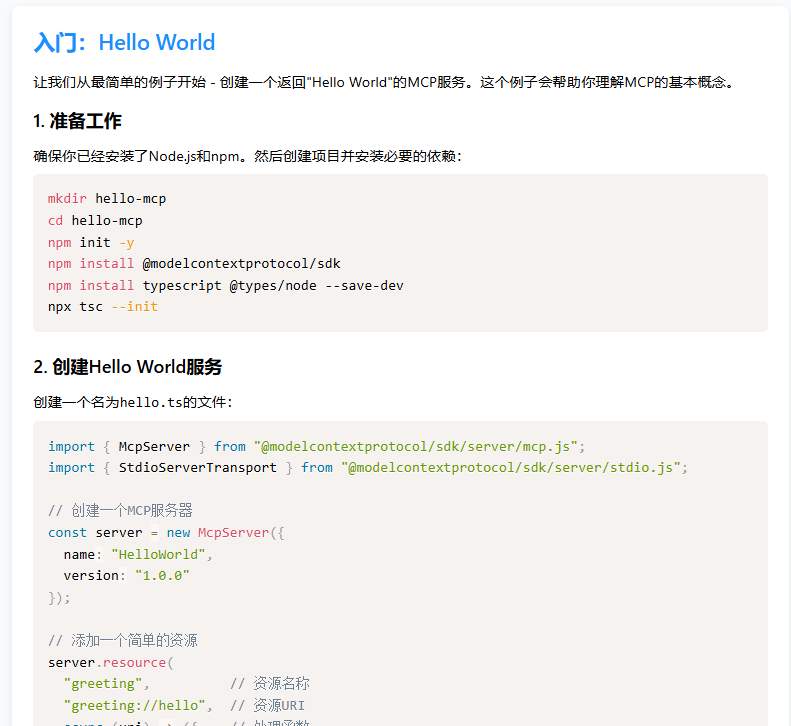 入门：Hello World
让我们从最简单的例子开始 - 创建一个返回"Hello World"的MCP服务。这个例子会帮助你理解MCP的基本概念。
1. 准备工作
确保你已经安装了Node.js和npm。然后创建项目并安装必要的依赖：
mkdir hello-mcp
cd hello-mcp
npm init -y
npm install @modelcontextprotocol/sdk
npm install typescript @types/node --save-dev
npx tsc --init
2. 创建Hello World服务
创建一个名为hello.ts的文件：
import { McpServer } from "@modelcontextprotocol/sdk/server/mcp.js";
import { StdioServerTransport } from "@modelcontextprotocol/sdk/server/stdio.js";
// 创建一个MCP服务器
const server = new McpServer({
  name: "HelloWorld",
  version: "1.0.0"
});
// 添加一个简单的资源
server.resource(
  "greeting",          // 资源名称
  "greeting://hello",  // 资源URI